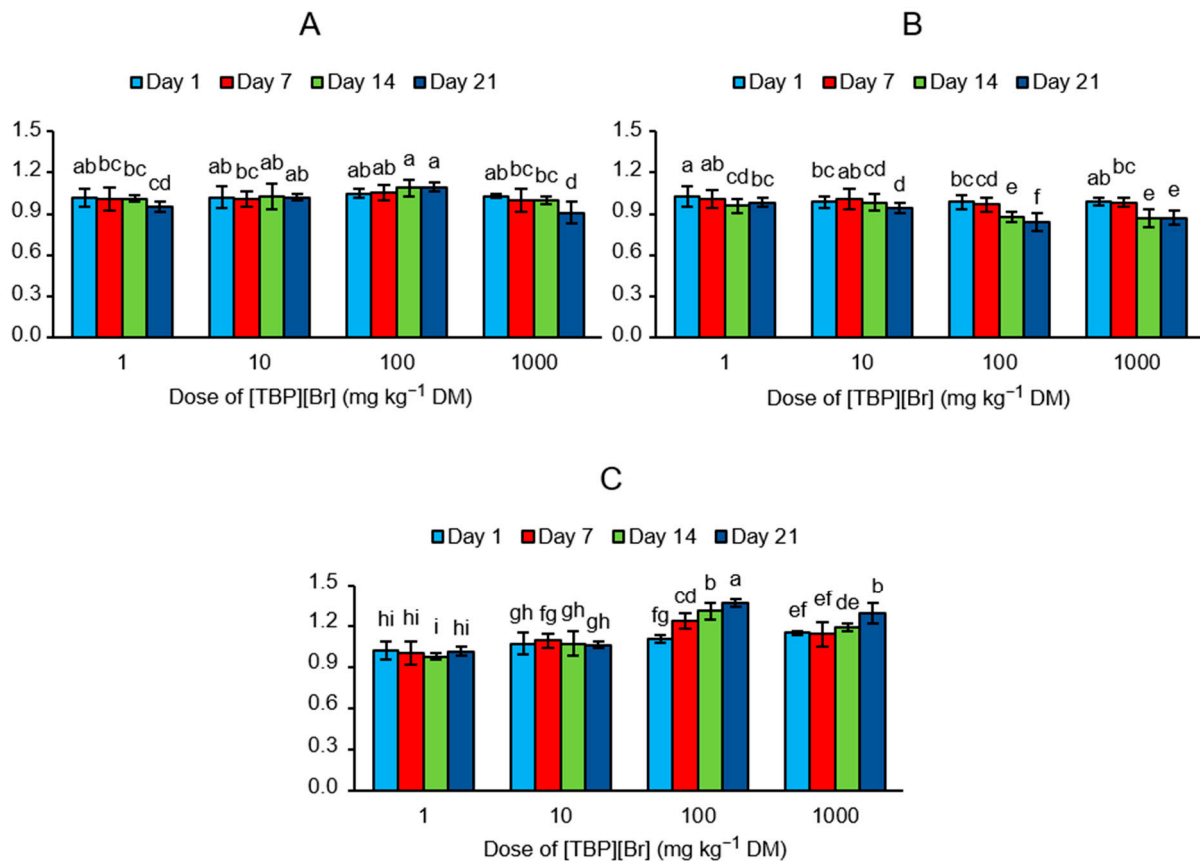 A
Day 1 Day 7 Day 14 Day 21
1.5
1.2
0.9
0.6
0.3
0.0
ab bc bc cd
ab bc ab ab
ab ab a a
ab bc bc d
1 10 100 1000
Dose of [TBP][Br] (mg kg⁻¹ DM)
B
Day 1 Day 7 Day 14 Day 21
1.5
1.2
0.9
0.6
0.3
0.0
a ab cd bc
bc ab cd d
bc cd e f
ab bc e e
1 10 100 1000
Dose of [TBP][Br] (mg kg⁻¹ DM)
C
Day 1 Day 7 Day 14 Day 21
1.5
1.2
0.9
0.6
0.3
0.0
hi hi i hi
gh fg gh gh
fg cd b a
ef ef de b
1 10 100 1000
Dose of [TBP][Br] (mg kg⁻¹ DM)